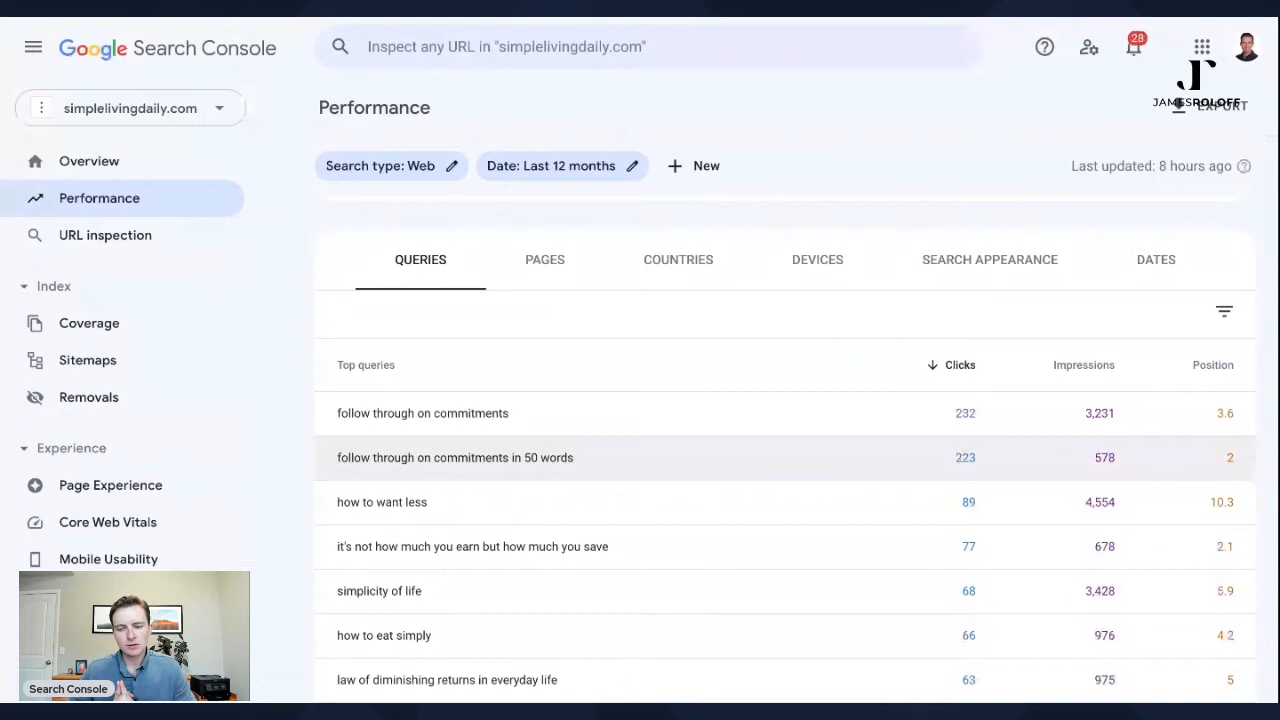 Google Search Console
Inspect any URL in "simplelivingdaily.com"
28
JR
JAMESROLOFF
simplelivingdaily.com
Performance
EXPORT
Overview
Search type: Web
Date: Last 12 months
New
Last updated: 8 hours ago
Performance
URL inspection
QUERIES
PAGES
COUNTRIES
DEVICES
SEARCH APPEARANCE
DATES
Index
Coverage
Sitemaps
Removals
Experience
Page Experience
Core Web Vitals
Mobile Usability
Top queries Clicks Impressions Position
follow through on commitments 232 3,231 3.6
follow through on commitments in 50 words 223 578 2
how to want less 89 4,554 10.3
it's not how much you earn but how much you save 77 678 2.1
simplicity of life 68 3,428 5.9
how to eat simply 66 976 4.2
law of diminishing returns in everyday life 63 975 5
Search Console